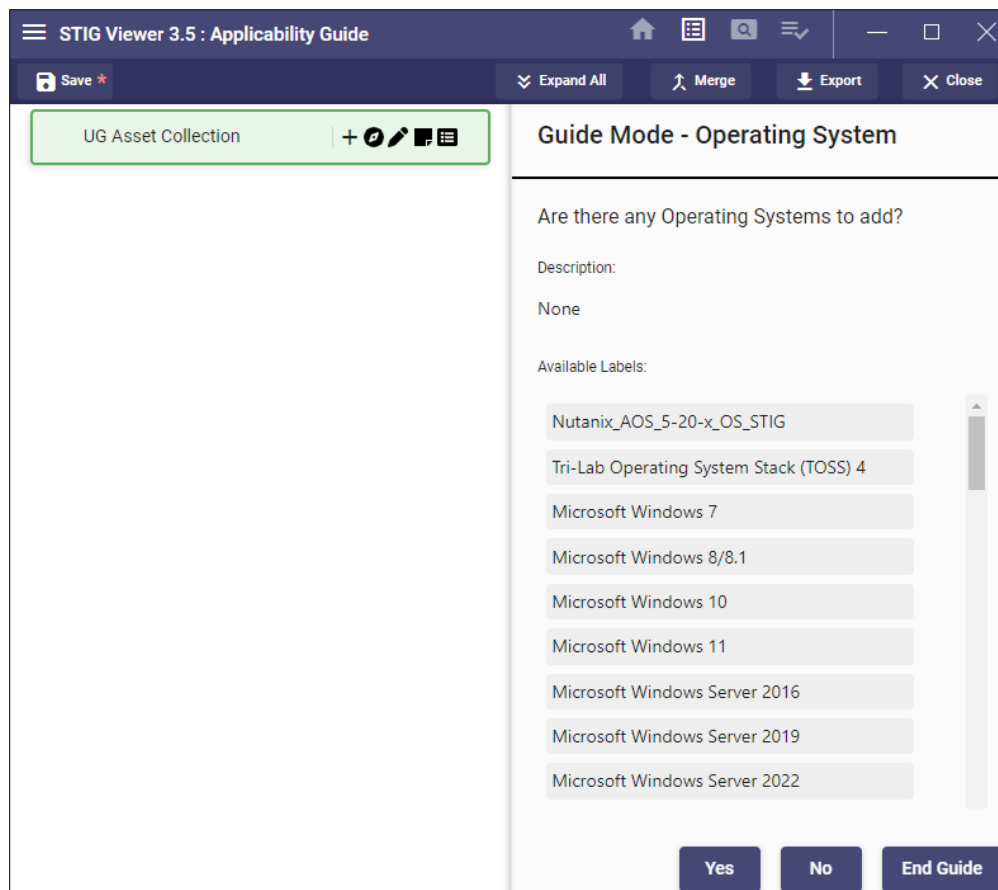 STIG Viewer 3.5 : Applicability Guide
Save *
Expand All
Merge
Export
Close
UG Asset Collection
Guide Mode - Operating System
Are there any Operating Systems to add?
Description:
None
Available Labels:
Nutanix_AOS_5-20-x_OS_STIG
Tri-Lab Operating System Stack (TOSS) 4
Microsoft Windows 7
Microsoft Windows 8/8.1
Microsoft Windows 10
Microsoft Windows 11
Microsoft Windows Server 2016
Microsoft Windows Server 2019
Microsoft Windows Server 2022
Yes
No
End Guide